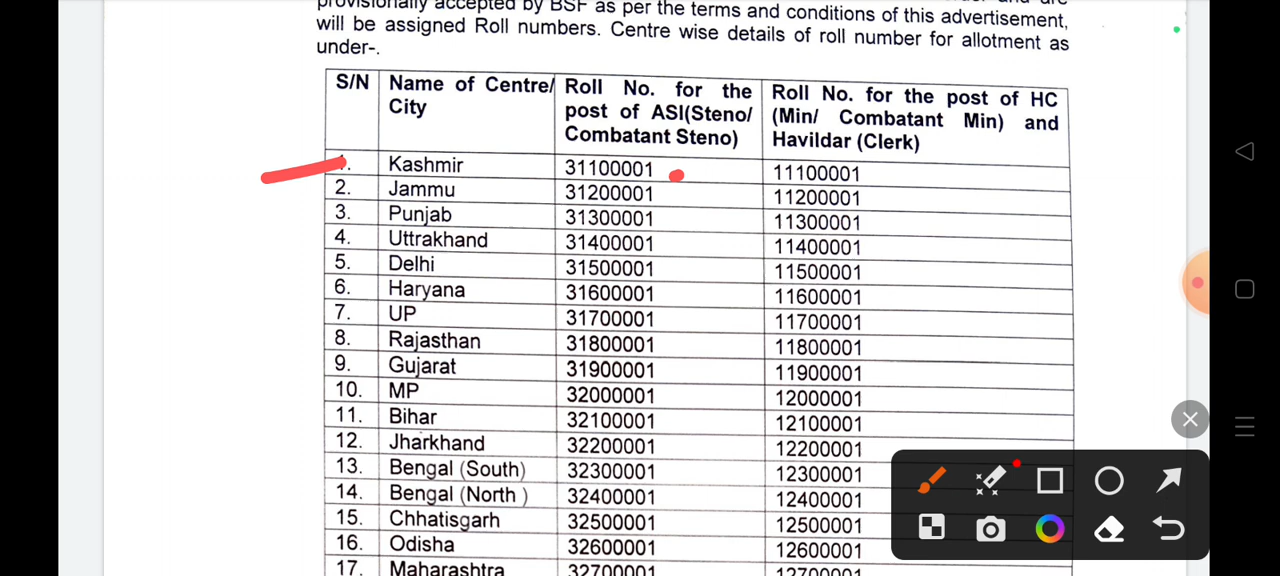 provisionally accepted by BSF as per the terms and conditions of this advertisement,
will be assigned Roll numbers. Centre wise details of roll number for allotment as
under-.
S/N Name of Centre/ City Roll No. for the post of ASI(Steno/ Combatant Steno) Roll No. for the post of HC (Min/ Combatant Min) and Havildar (Clerk)
1. Kashmir 31100001 11100001
2. Jammu 31200001 11200001
3. Punjab 31300001 11300001
4. Uttrakhand 31400001 11400001
5. Delhi 31500001 11500001
6. Haryana 31600001 11600001
7. UP 31700001 11700001
8. Rajasthan 31800001 11800001
9. Gujarat 31900001 11900001
10. MP 32000001 12000001
11. Bihar 32100001 12100001
12. Jharkhand 32200001 12200001
13. Bengal (South) 32300001 12300001
14. Bengal (North ) 32400001 12400001
15. Chhatisgarh 32500001 12500001
16. Odisha 32600001 12600001
17. Maharashtra 32700001 12700001